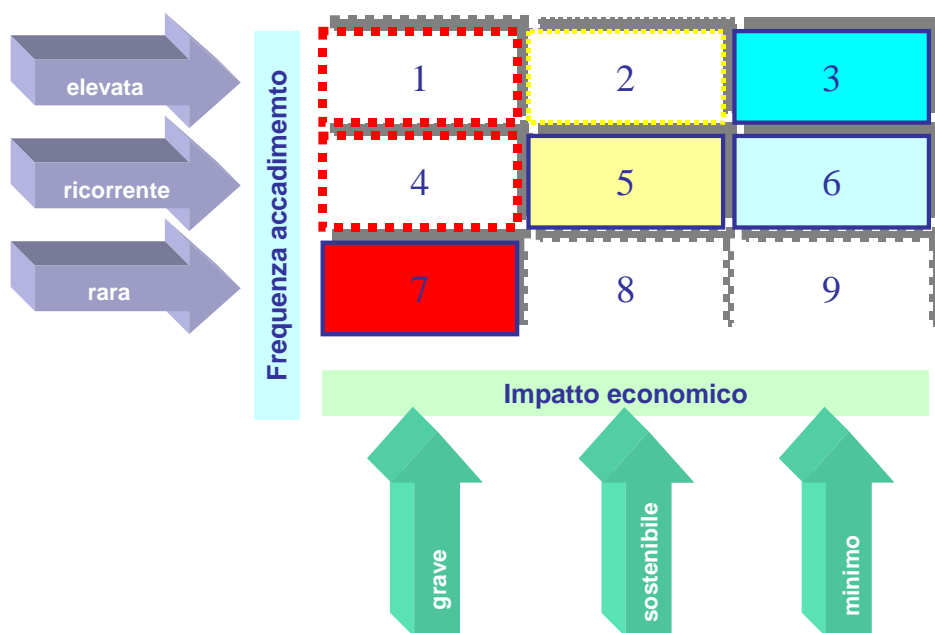 elevata
ricorrente
rara
Frequenza accadimemto
1 2 3
4 5 6
7 8 9
Impatto economico
grave
sostenibile
minimo